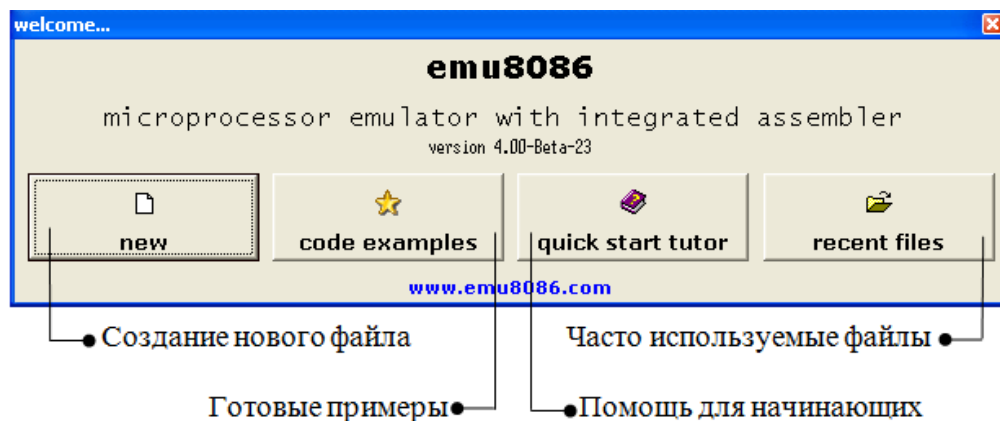 welcome...
emu8086
microprocessor emulator with integrated assembler
version 4.00-Beta-23
new
code examples
quick start tutor
recent files
www.emu8086.com
Создание нового файла
Часто используемые файлы
Готовые примеры
Помощь для начинающих